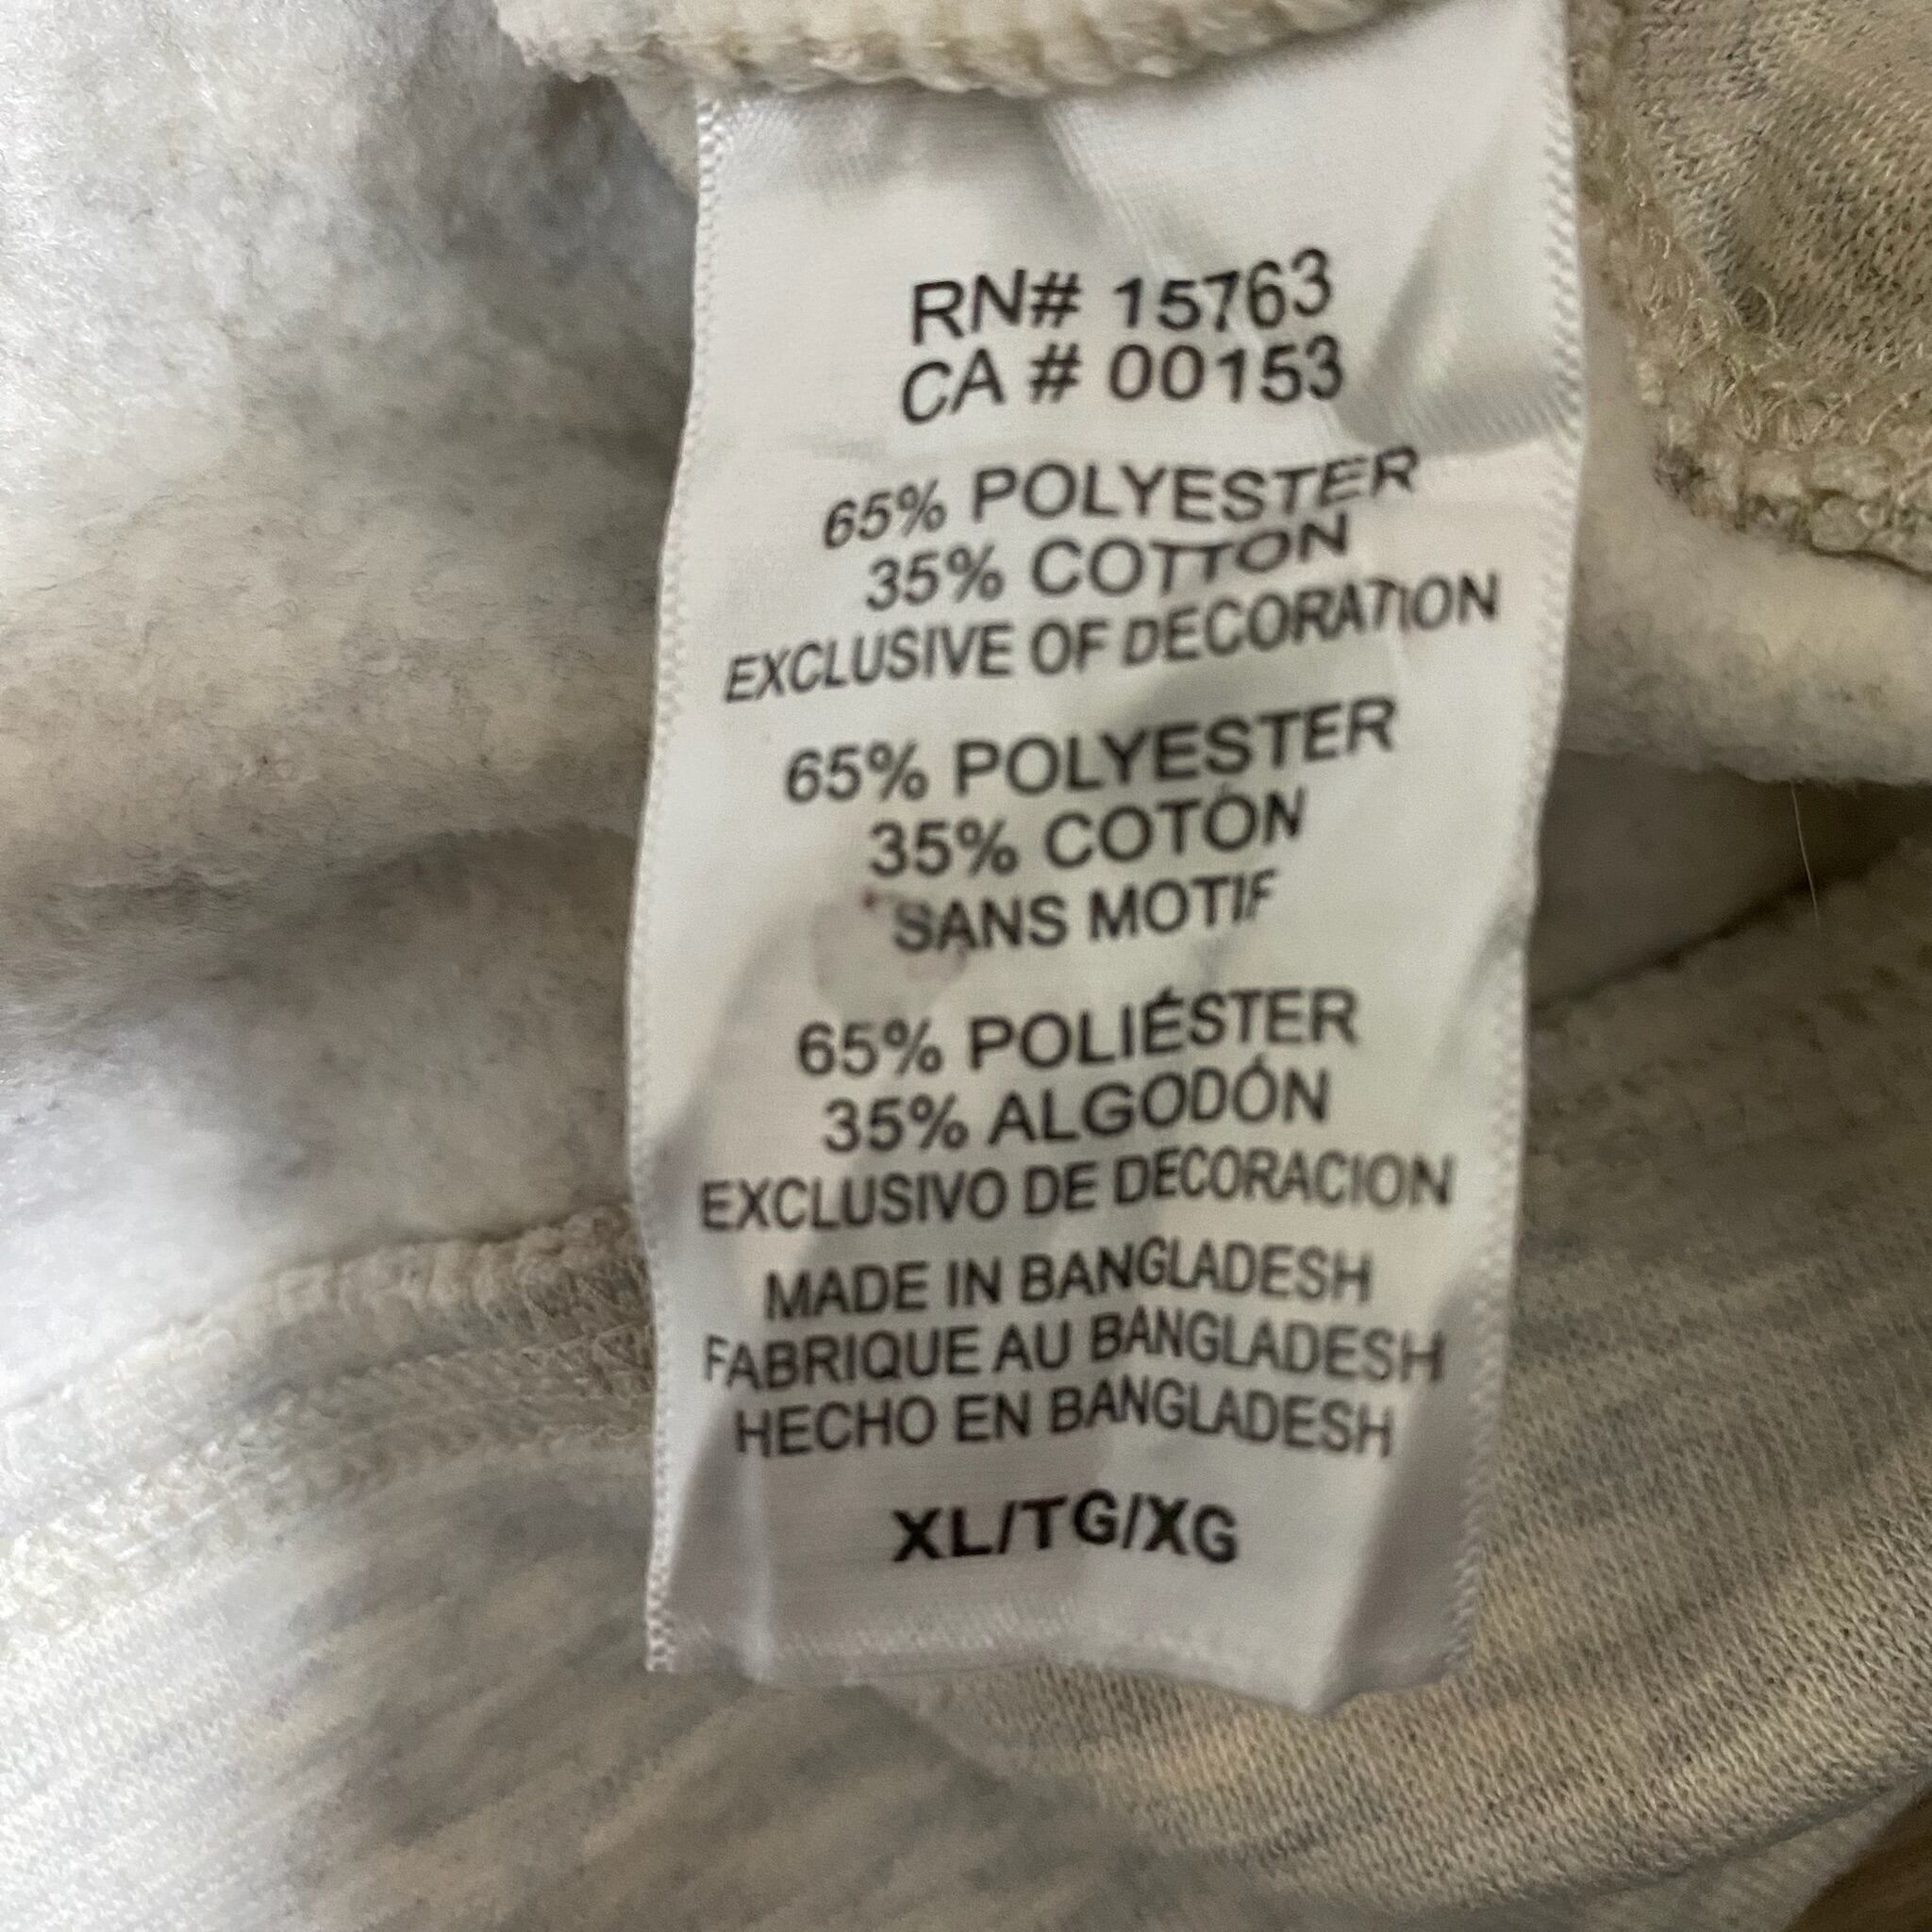 RN# 15763
CA # 00153
65% POLYESTER
35% COTTON
EXCLUSIVE OF DECORATION
65% POLYESTER
35% COTON
SANS MOTIF
65% POLIÉSTER
35% ALGODÓN
EXCLUSIVO DE DECORACION
MADE IN BANGLADESH
FABRIQUE AU BANGLADESH
HECHO EN BANGLADESH
XL/TG/XG